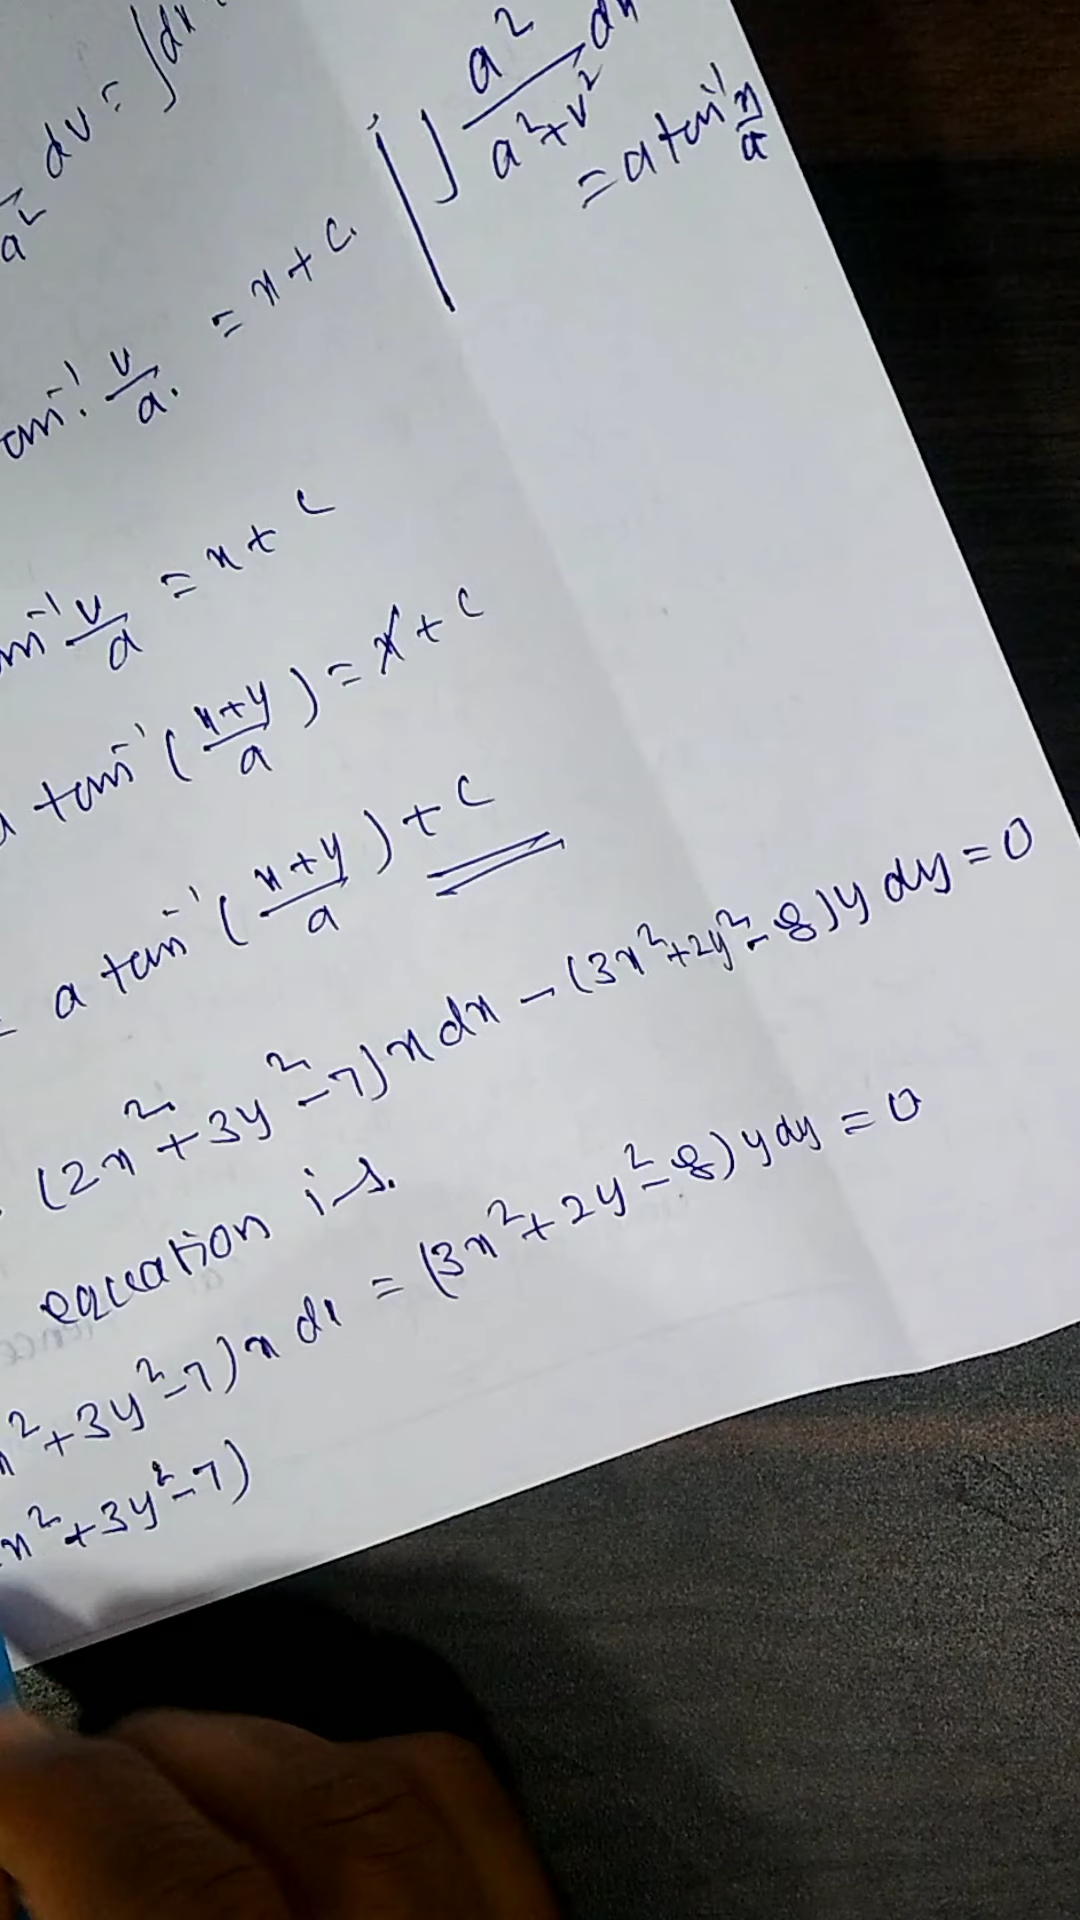 dv = ∫dx
a²
∫ a²/(a²+v²) dx
= a tan⁻¹ x/a
tan⁻¹ v/a = x + c
tan⁻¹ v/a = x + c
a tan⁻¹ (x+y/a) = x + c
a tan⁻¹ (x+y/a) + c
(2x² + 3y² - 7) x dx - (3x² + 2y² - 8) y dy = 0
equation is.
x² + 3y² - 7) x dx = (3x² + 2y² - 8) y dy = 0
x² + 3y² - 7)